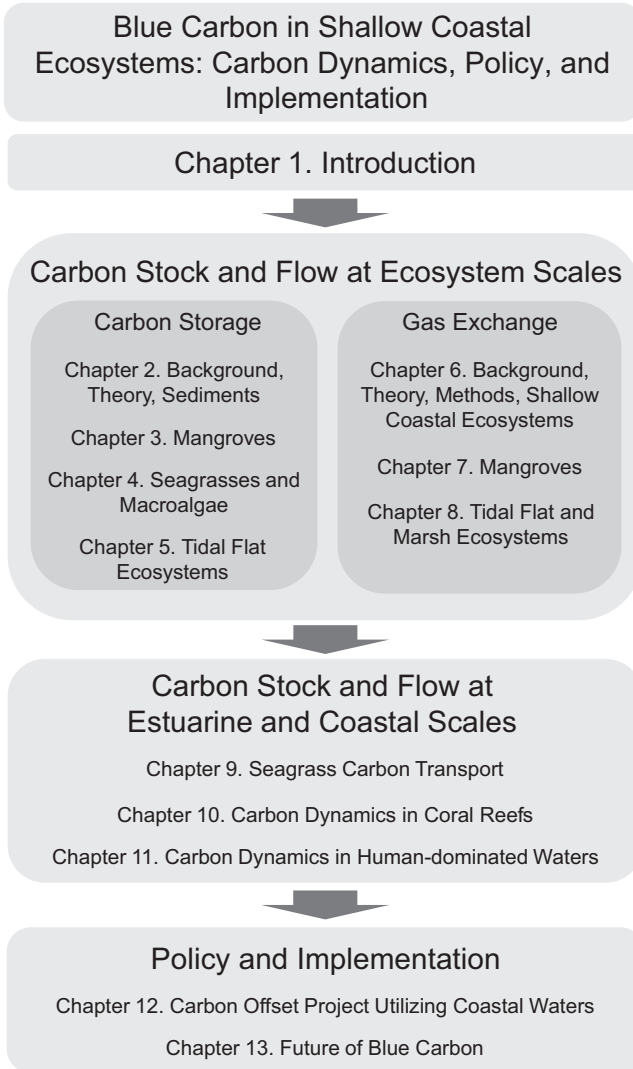 Blue Carbon in Shallow Coastal
Ecosystems: Carbon Dynamics, Policy, and
Implementation
Chapter 1. Introduction
Carbon Stock and Flow at Ecosystem Scales
Carbon Storage
Chapter 2. Background,
Theory, Sediments
Chapter 3. Mangroves
Chapter 4. Seagrasses and
Macroalgae
Chapter 5. Tidal Flat
Ecosystems
Gas Exchange
Chapter 6. Background,
Theory, Methods, Shallow
Coastal Ecosystems
Chapter 7. Mangroves
Chapter 8. Tidal Flat and
Marsh Ecosystems
Carbon Stock and Flow at
Estuarine and Coastal Scales
Chapter 9. Seagrass Carbon Transport
Chapter 10. Carbon Dynamics in Coral Reefs
Chapter 11. Carbon Dynamics in Human-dominated Waters
Policy and Implementation
Chapter 12. Carbon Offset Project Utilizing Coastal Waters
Chapter 13. Future of Blue Carbon